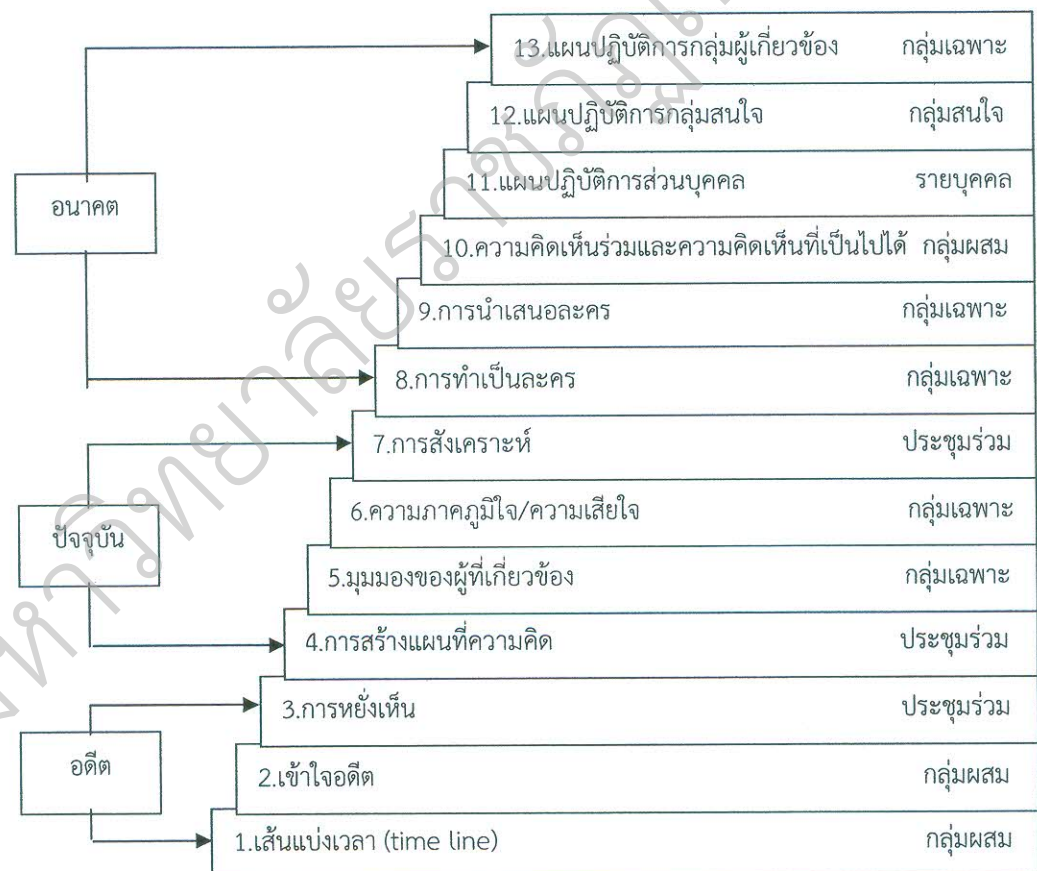 13.แผนปฏิบัติการกลุ่มผู้เกี่ยวข้อง กลุ่มเฉพาะ
12.แผนปฏิบัติการกลุ่มสนใจ กลุ่มสนใจ
11.แผนปฏิบัติการส่วนบุคคล รายบุคคล
อนาคต
10.ความคิดเห็นร่วมและความคิดเห็นที่เป็นไปได้ กลุ่มผสม
9.การนำเสนอละคร กลุ่มเฉพาะ
8.การทำเป็นละคร กลุ่มเฉพาะ
7.การสังเคราะห์ ประชุมร่วม
6.ความภาคภูมิใจ/ความเสียใจ กลุ่มเฉพาะ
ปัจจุบัน
5.มุมมองของผู้ที่เกี่ยวข้อง กลุ่มเฉพาะ
4.การสร้างแผนที่ความคิด ประชุมร่วม
3.การหยั่งเห็น ประชุมร่วม
อดีต
2.เข้าใจอดีต กลุ่มผสม
1.เส้นแบ่งเวลา (time line) กลุ่มผสม